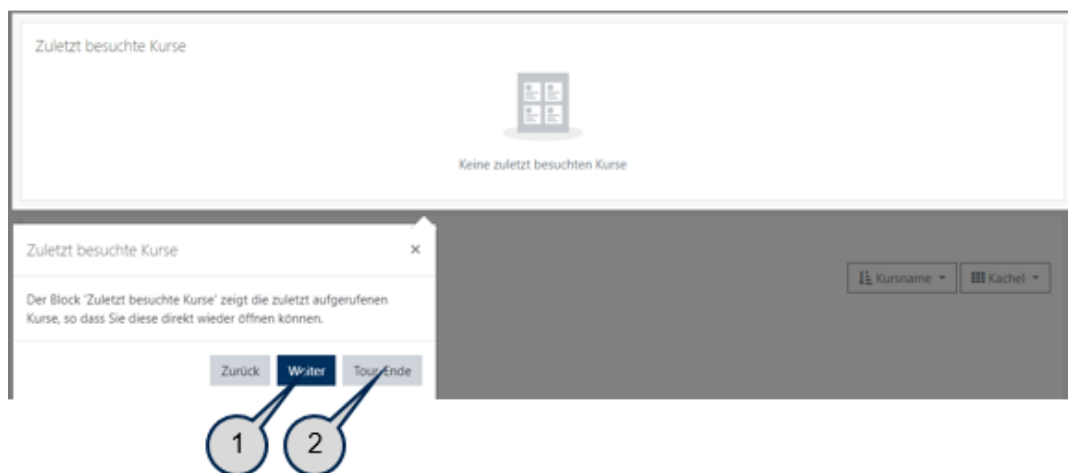 Zuletzt besuchte Kurse
Keine zuletzt besuchten Kurse
Zuletzt besuchte Kurse ×
Kursname Kachel
Der Block 'Zuletzt besuchte Kurse' zeigt die zuletzt aufgerufenen
Kurse, so dass Sie diese direkt wieder öffnen können.
Zurück Weiter Tour-Ende
1 2